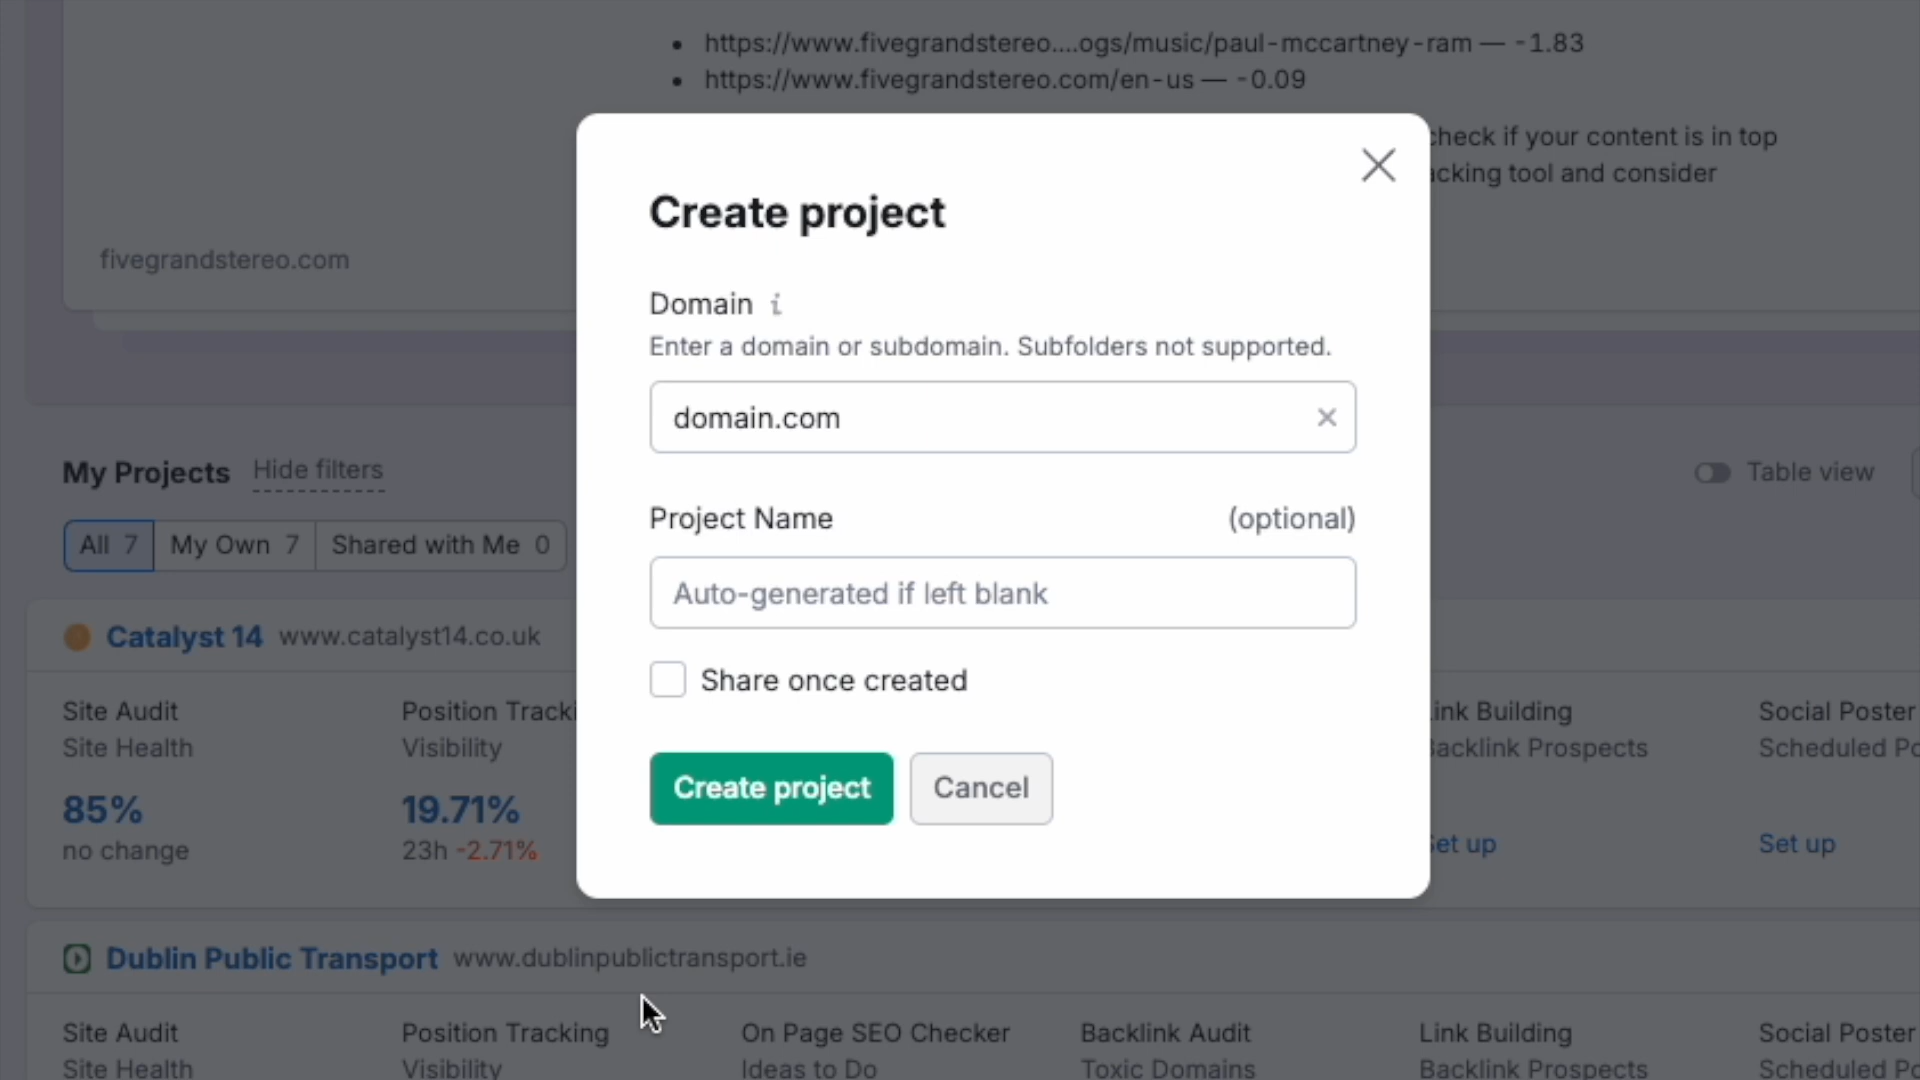 https://www.fivegrandstereo....ogs/music/paul-mccartney-ram — -1.83
https://www.fivegrandstereo.com/en-us — -0.09
check if your content is in top
acking tool and consider
fivegrandstereo.com
Create project
Domain i
Enter a domain or subdomain. Subfolders not supported.
domain.com
Project Name (optional)
Auto-generated if left blank
Share once created
Create project Cancel
My Projects Hide filters Table view
All 7 My Own 7 Shared with Me 0
Catalyst 14 www.catalyst14.co.uk
Site Audit Position Tracki Link Building Social Poster
Site Health Visibility Backlink Prospects Scheduled Po
85% 19.71%
no change 23h -2.71% Set up Set up
Dublin Public Transport www.dublinpublictransport.ie
Site Audit Position Tracking On Page SEO Checker Backlink Audit Link Building Social Poster
Site Health Visibility Ideas to Do Toxic Domains Backlink Prospects Scheduled Po